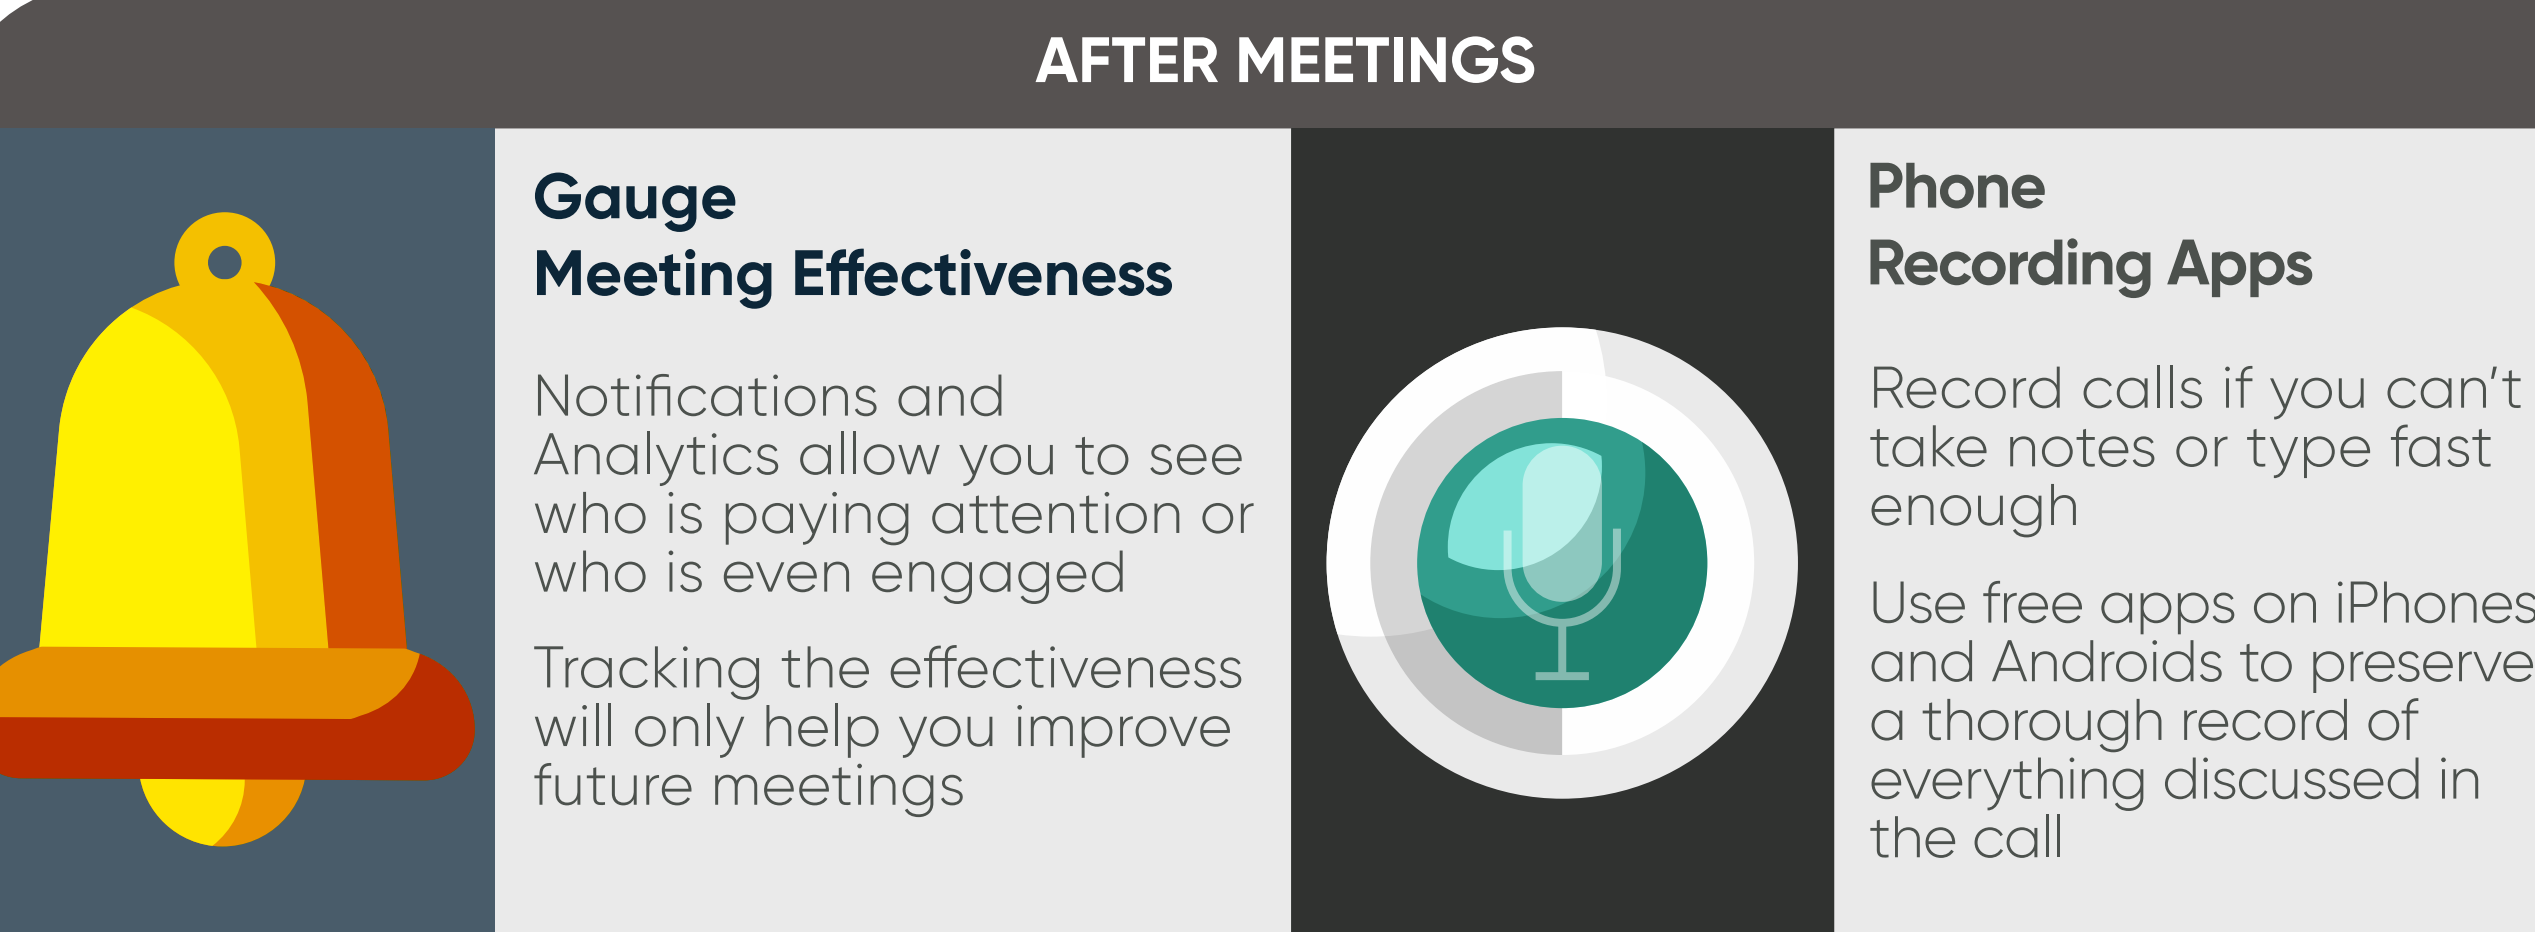 AFTER MEETINGS
Gauge
Meeting Effectiveness
Notifications and
Analytics allow you to see
who is paying attention or
who is even engaged
Tracking the effectiveness
will only help you improve
future meetings
Phone
Recording Apps
Record calls if you can’t
take notes or type fast
enough
Use free apps on iPhones
and Androids to preserve
a thorough record of
everything discussed in
the call